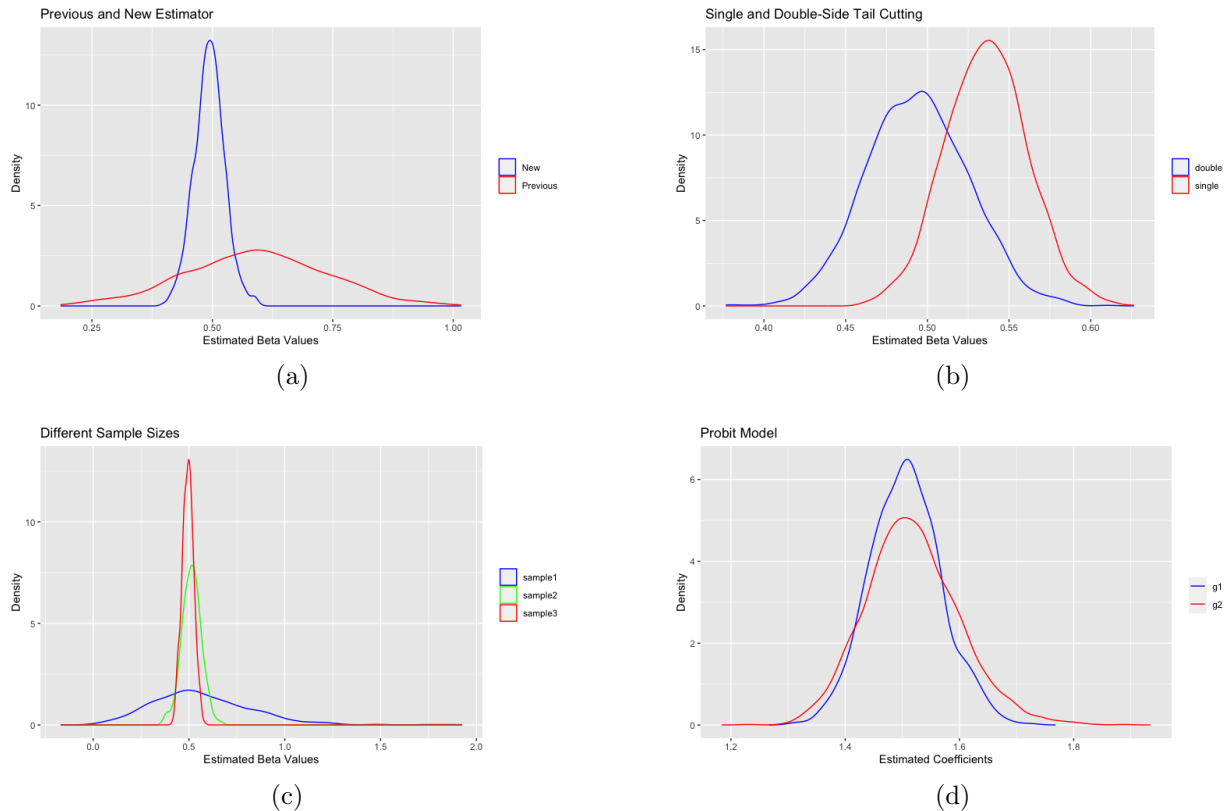 Previous and New Estimator
Density
10
5
0
0.25 0.50 0.75 1.00
Estimated Beta Values
New
Previous
(a)
Single and Double-Side Tail Cutting
Density
15
10
5
0
0.40 0.45 0.50 0.55 0.60
Estimated Beta Values
double
single
(b)
Different Sample Sizes
Density
10
5
0
0.0 0.5 1.0 1.5 2.0
Estimated Beta Values
sample1
sample2
sample3
(c)
Probit Model
Density
6
4
2
0
1.2 1.4 1.6 1.8
Estimated Coefficients
g1
g2
(d)